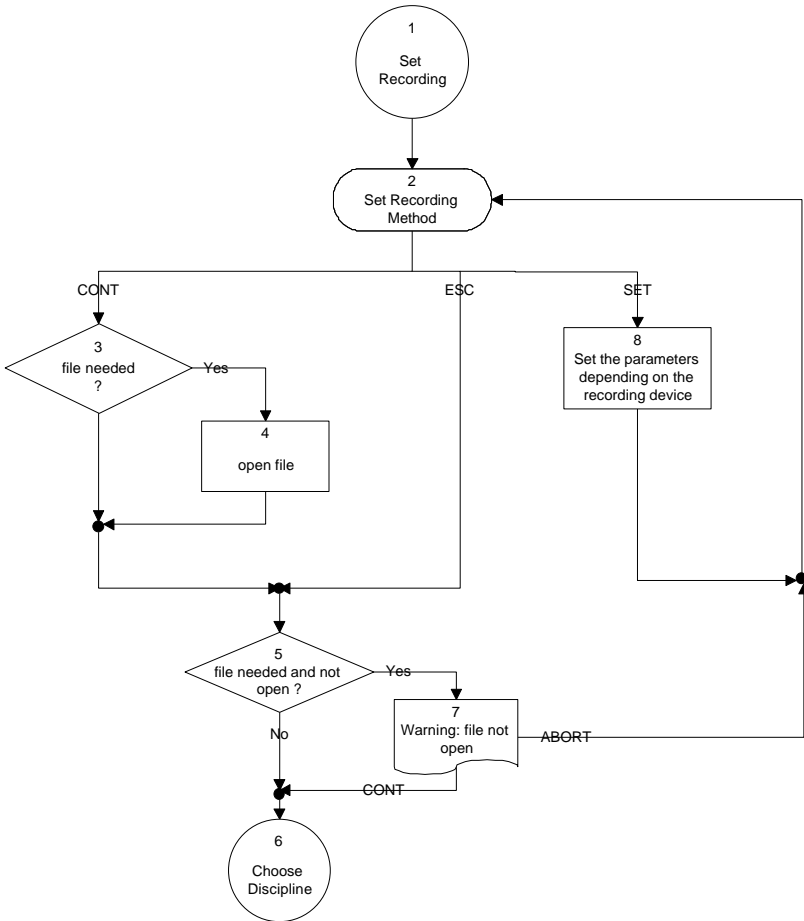 1
Set
Recording
2
Set Recording
Method
CONT
ESC
SET
3
file needed
?
Yes
4
open file
8
Set the parameters
depending on the
recording device
5
file needed and not
open ?
Yes
No
7
Warning: file not
open
ABORT
CONT
6
Choose
Discipline